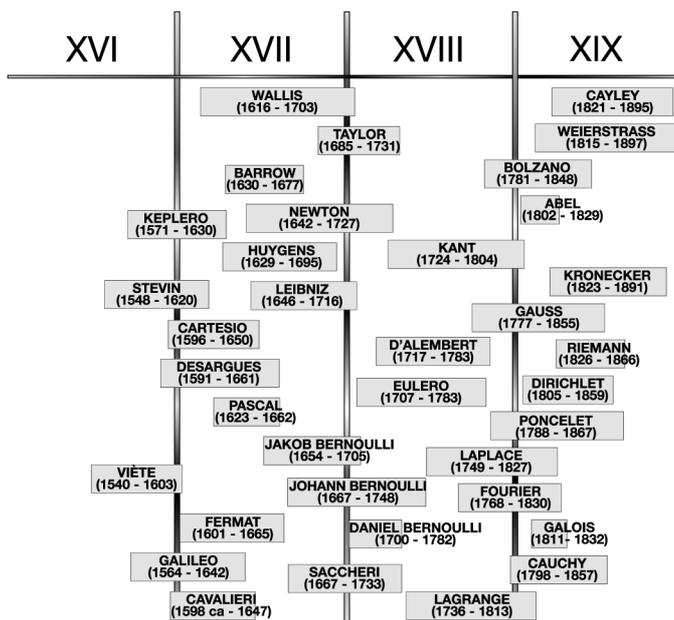 XVI XVII XVIII XIX
WALLIS
(1616 - 1703)
CAYLEY
(1821 - 1895)
TAYLOR
(1685 - 1731)
WEIERSTRASS
(1815 - 1897)
BARROW
(1630 - 1677)
BOLZANO
(1781 - 1848)
KEPLERO
(1571 - 1630)
NEWTON
(1642 - 1727)
ABEL
(1802 - 1829)
HUYGENS
(1629 - 1695)
KANT
(1724 - 1804)
STEVIN
(1548 - 1620)
LEIBNIZ
(1646 - 1716)
KRONECKER
(1823 - 1891)
CARTESIO
(1596 - 1650)
GAUSS
(1777 - 1855)
DESARGUES
(1591 - 1661)
D'ALEMBERT
(1717 - 1783)
RIEMANN
(1826 - 1866)
PASCAL
(1623 - 1662)
EULERO
(1707 - 1783)
DIRICHLET
(1805 - 1859)
JAKOB BERNOULLI
(1654 - 1705)
PONCELET
(1788 - 1867)
VIÈTE
(1540 - 1603)
JOHANN BERNOULLI
(1667 - 1748)
LAPLACE
(1749 - 1827)
FERMAT
(1601 - 1665)
DANIEL BERNOULLI
(1700 - 1782)
FOURIER
(1768 - 1830)
GALOIS
(1811- 1832)
GALILEO
(1564 - 1642)
SACCHERI
(1667 - 1733)
CAUCHY
(1798 - 1857)
CAVALIERI
(1598 ca - 1647)
LAGRANGE
(1736 - 1813)